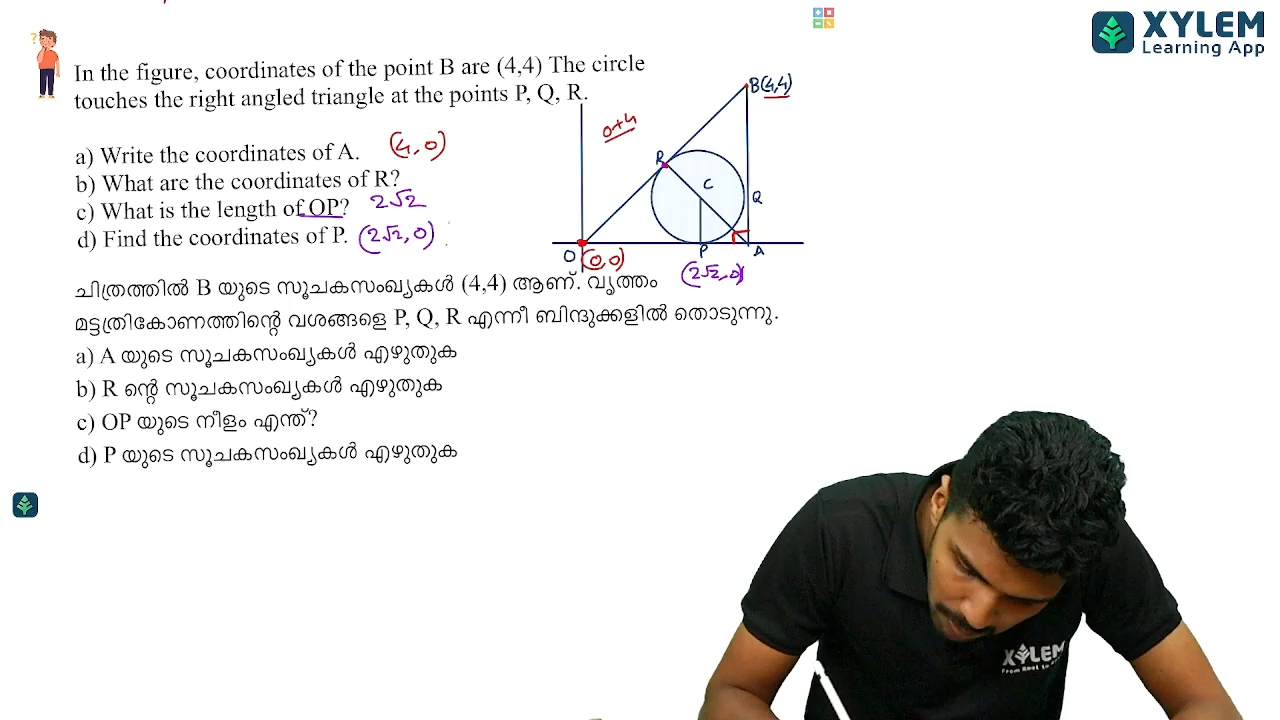 XYLEM
Learning App
In the figure, coordinates of the point B are (4,4) The circle
touches the right angled triangle at the points P, Q, R.
a) Write the coordinates of A. (4,0)
b) What are the coordinates of R?
c) What is the length of OP? 2√2
d) Find the coordinates of P. (2√2,0)
B(4,4)
0+4
R
C
Q
O (0,0)
P
A
(2√2,0)
ചിത്രത്തിൽ B യുടെ സൂചകസംഖ്യകൾ (4,4) ആണ്. വൃത്തം
മട്ടത്രികോണത്തിന്റെ വശങ്ങളെ P, Q, R എന്നീ ബിന്ദുക്കളിൽ തൊടുന്നു.
a) A യുടെ സൂചകസംഖ്യകൾ എഴുതുക
b) R ന്റെ സൂചകസംഖ്യകൾ എഴുതുക
c) OP യുടെ നീളം എന്ത്?
d) P യുടെ സൂചകസംഖ്യകൾ എഴുതുക
XYLEM